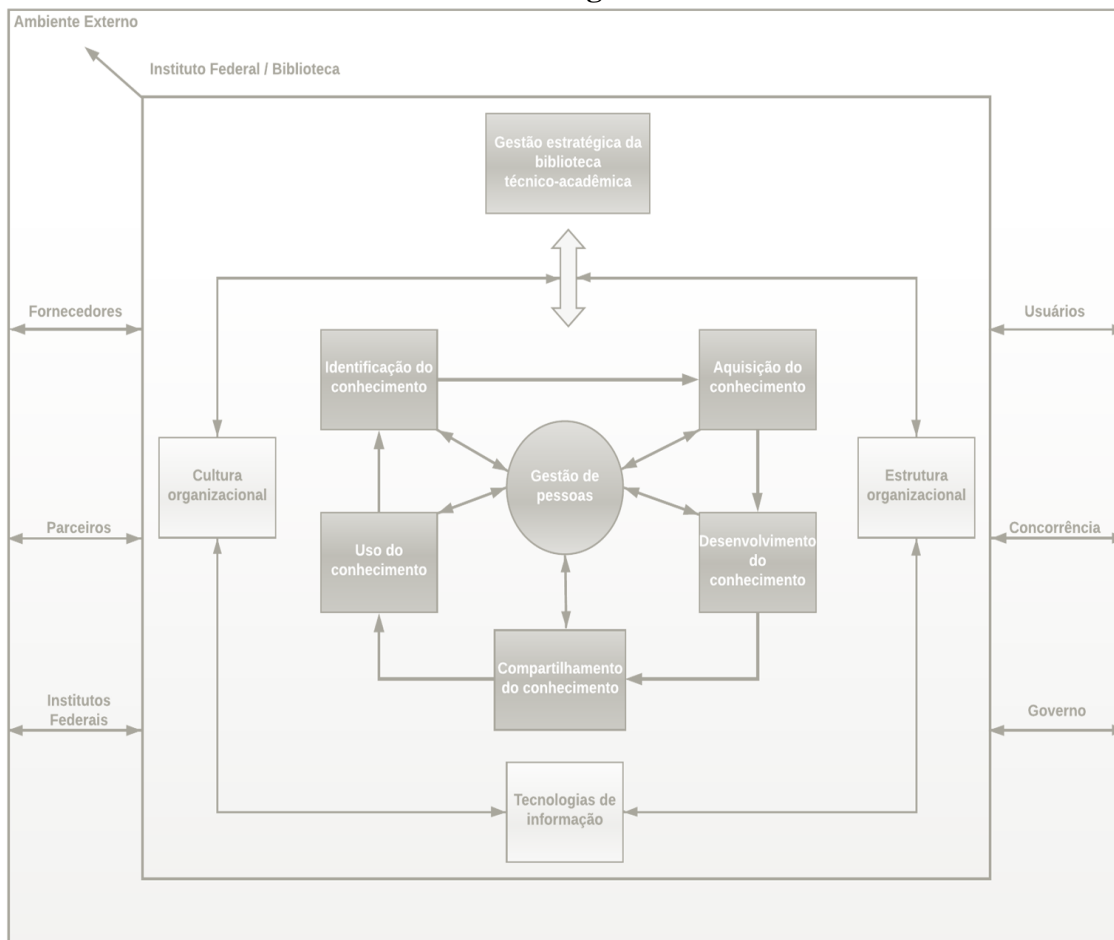 Ambiente Externo
Instituto Federal / Biblioteca
Gestão estratégica da
biblioteca
técnico-acadêmica
Fornecedores
Usuários
Identificação do
conhecimento
Aquisição do
conhecimento
Cultura
organizacional
Gestão de
pessoas
Estrutura
organizacional
Parceiros
Concorrência
Uso do
conhecimento
Desenvolvimento
do
conhecimento
Compartilhamento
do conhecimento
Institutos
Federais
Governo
Tecnologias de
informação